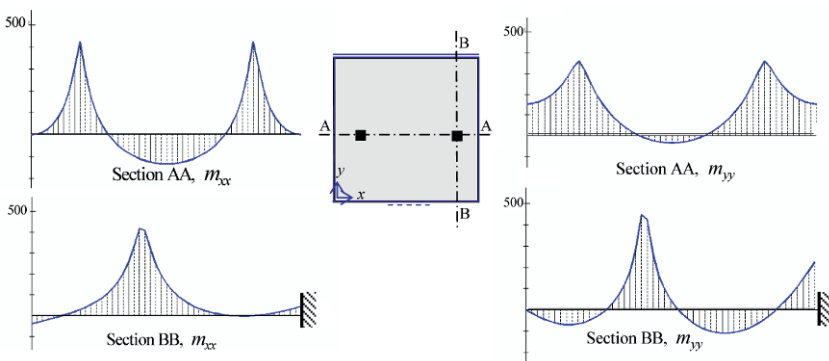 500
500
B
A
A
y
x
B
Section AA, mxx
Section AA, myy
500
500
Section BB, mxx
Section BB, myy